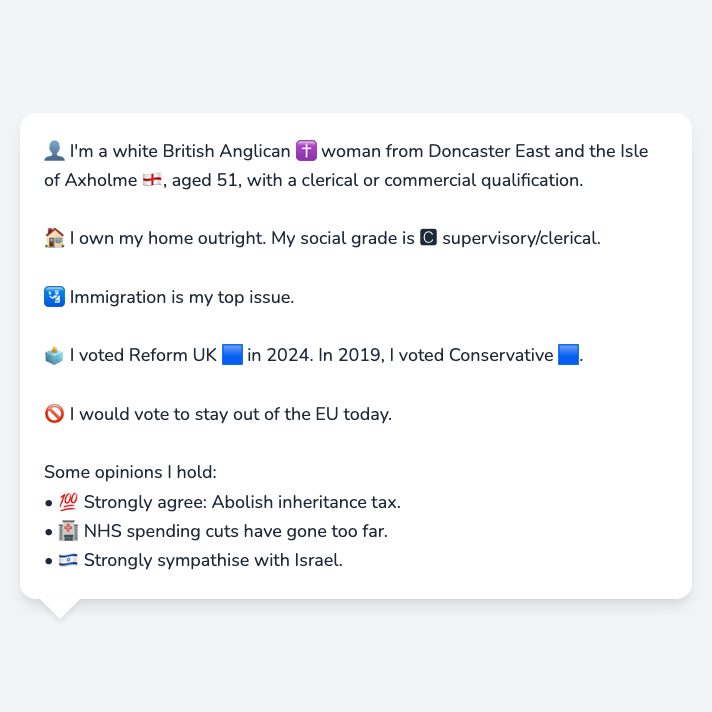 👤 I'm a white British Anglican ✝️ woman from Doncaster East and the Isle
of Axholme 🏴󠁧󠁢󠁥󠁮󠁧󠁿, aged 51, with a clerical or commercial qualification.
🏠 I own my home outright. My social grade is 🅲 supervisory/clerical.
🛂 Immigration is my top issue.
🗳️ I voted Reform UK 🟦 in 2024. In 2019, I voted Conservative 🟦.
🚫 I would vote to stay out of the EU today.
Some opinions I hold:
• 💯 Strongly agree: Abolish inheritance tax.
• 🏥 NHS spending cuts have gone too far.
• 🇮🇱 Strongly sympathise with Israel.